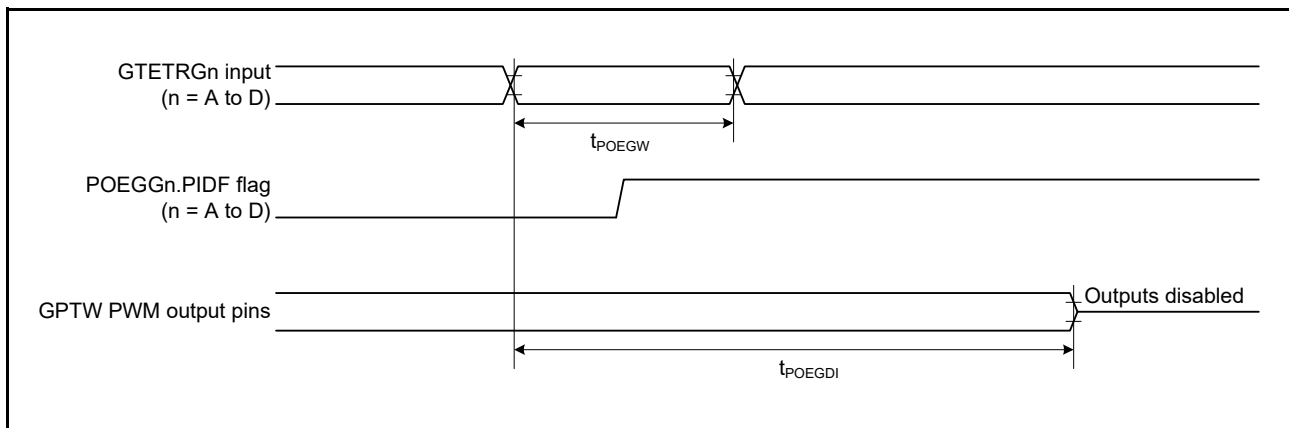 GTETRGn input
(n = A to D)
tPOEGW
POEGGn.PIDF flag
(n = A to D)
GPTW PWM output pins
Outputs disabled
tPOEGDI